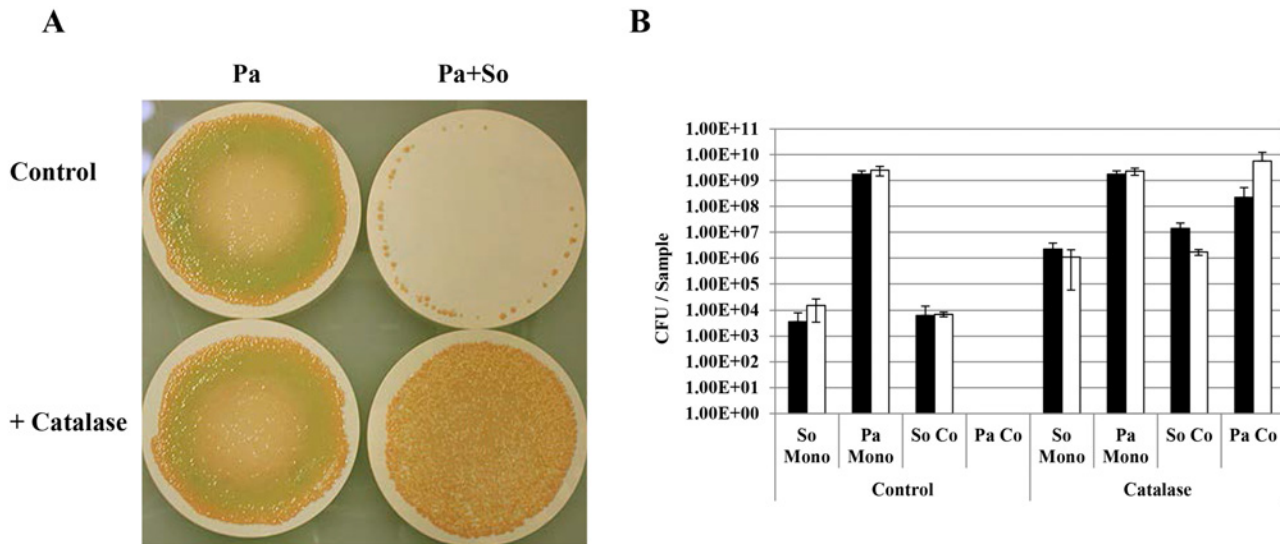 A
Pa
Pa+So
Control
+ Catalase
B
CFU / Sample
1.00E+11
1.00E+10
1.00E+09
1.00E+08
1.00E+07
1.00E+06
1.00E+05
1.00E+04
1.00E+03
1.00E+02
1.00E+01
1.00E+00
So Mono
Pa Mono
So Co
Pa Co
So Mono
Pa Mono
So Co
Pa Co
Control
Catalase